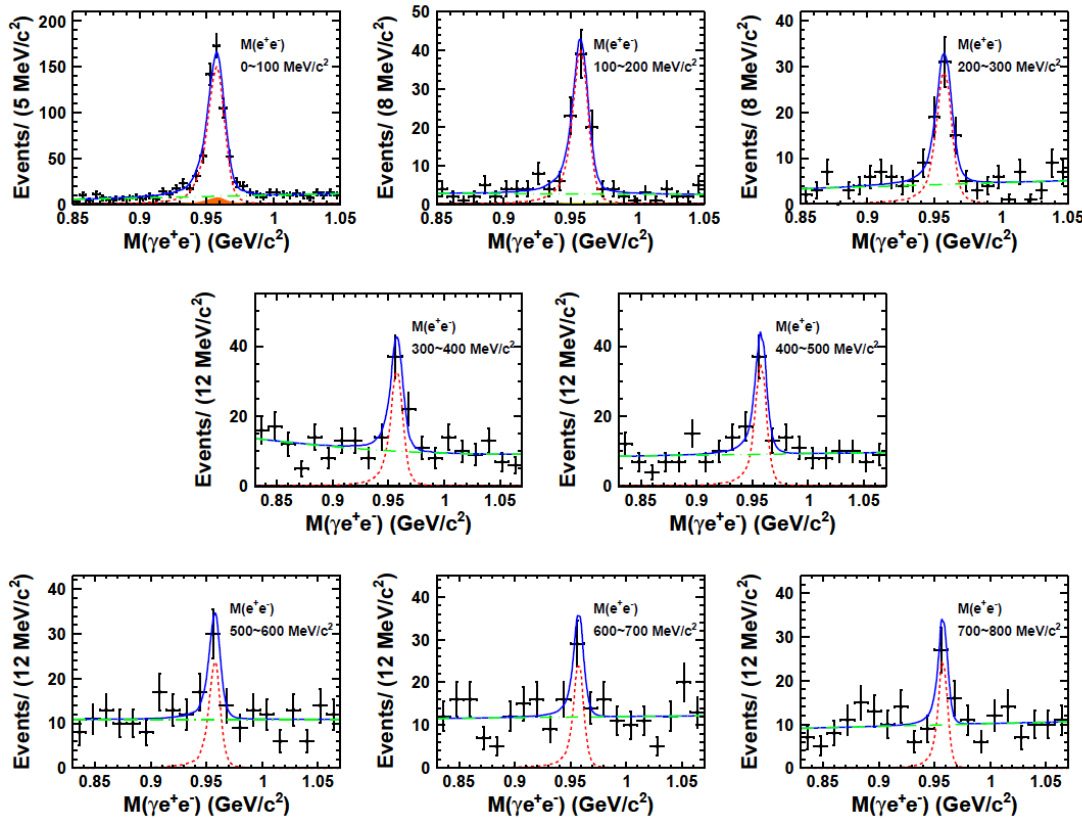 Events/ (5 MeV/c²)
200
150
100
50
0
M(e⁺e⁻)
0~100 MeV/c²
0.85 0.9 0.95 1 1.05
M(γe⁺e⁻) (GeV/c²)
Events/ (8 MeV/c²)
50
40
30
20
10
0
M(e⁺e⁻)
100~200 MeV/c²
0.85 0.9 0.95 1 1.05
M(γe⁺e⁻) (GeV/c²)
Events/ (8 MeV/c²)
40
20
0
M(e⁺e⁻)
200~300 MeV/c²
0.85 0.9 0.95 1 1.05
M(γe⁺e⁻) (GeV/c²)
Events/ (12 MeV/c²)
40
20
0
M(e⁺e⁻)
300~400 MeV/c²
0.85 0.9 0.95 1 1.05
M(γe⁺e⁻) (GeV/c²)
Events/ (12 MeV/c²)
40
20
0
M(e⁺e⁻)
400~500 MeV/c²
0.85 0.9 0.95 1 1.05
M(γe⁺e⁻) (GeV/c²)
Events/ (12 MeV/c²)
40
30
20
10
0
M(e⁺e⁻)
500~600 MeV/c²
0.85 0.9 0.95 1 1.05
M(γe⁺e⁻) (GeV/c²)
Events/ (12 MeV/c²)
40
30
20
10
0
M(e⁺e⁻)
600~700 MeV/c²
0.85 0.9 0.95 1 1.05
M(γe⁺e⁻) (GeV/c²)
Events/ (12 MeV/c²)
40
30
20
10
0
M(e⁺e⁻)
700~800 MeV/c²
0.85 0.9 0.95 1 1.05
M(γe⁺e⁻) (GeV/c²)